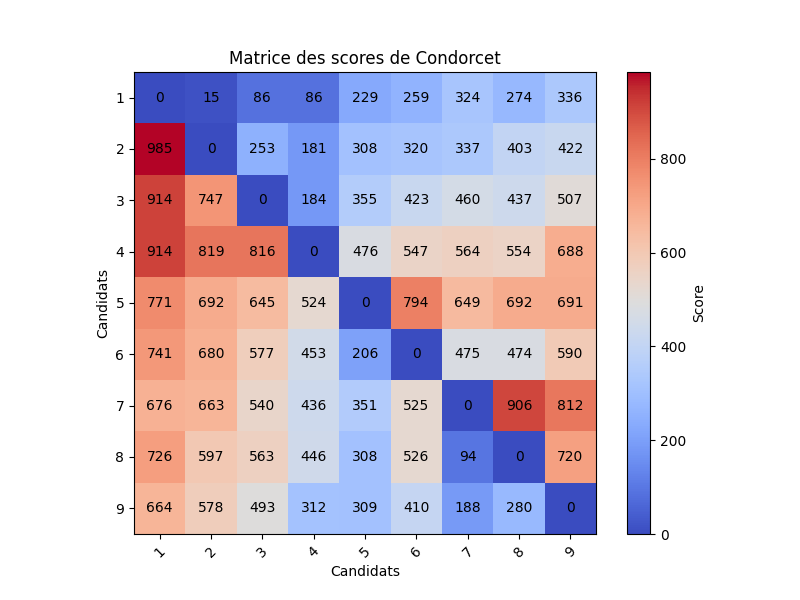 Matrice des scores de Condorcet
1 0 15 86 86 229 259 324 274 336
2 985 0 253 181 308 320 337 403 422
3 914 747 0 184 355 423 460 437 507
4 914 819 816 0 476 547 564 554 688
5 771 692 645 524 0 794 649 692 691
6 741 680 577 453 206 0 475 474 590
7 676 663 540 436 351 525 0 906 812
8 726 597 563 446 308 526 94 0 720
9 664 578 493 312 309 410 188 280 0
1 2 3 4 5 6 7 8 9
Candidats
Candidats
800
600
400
200
0
Score